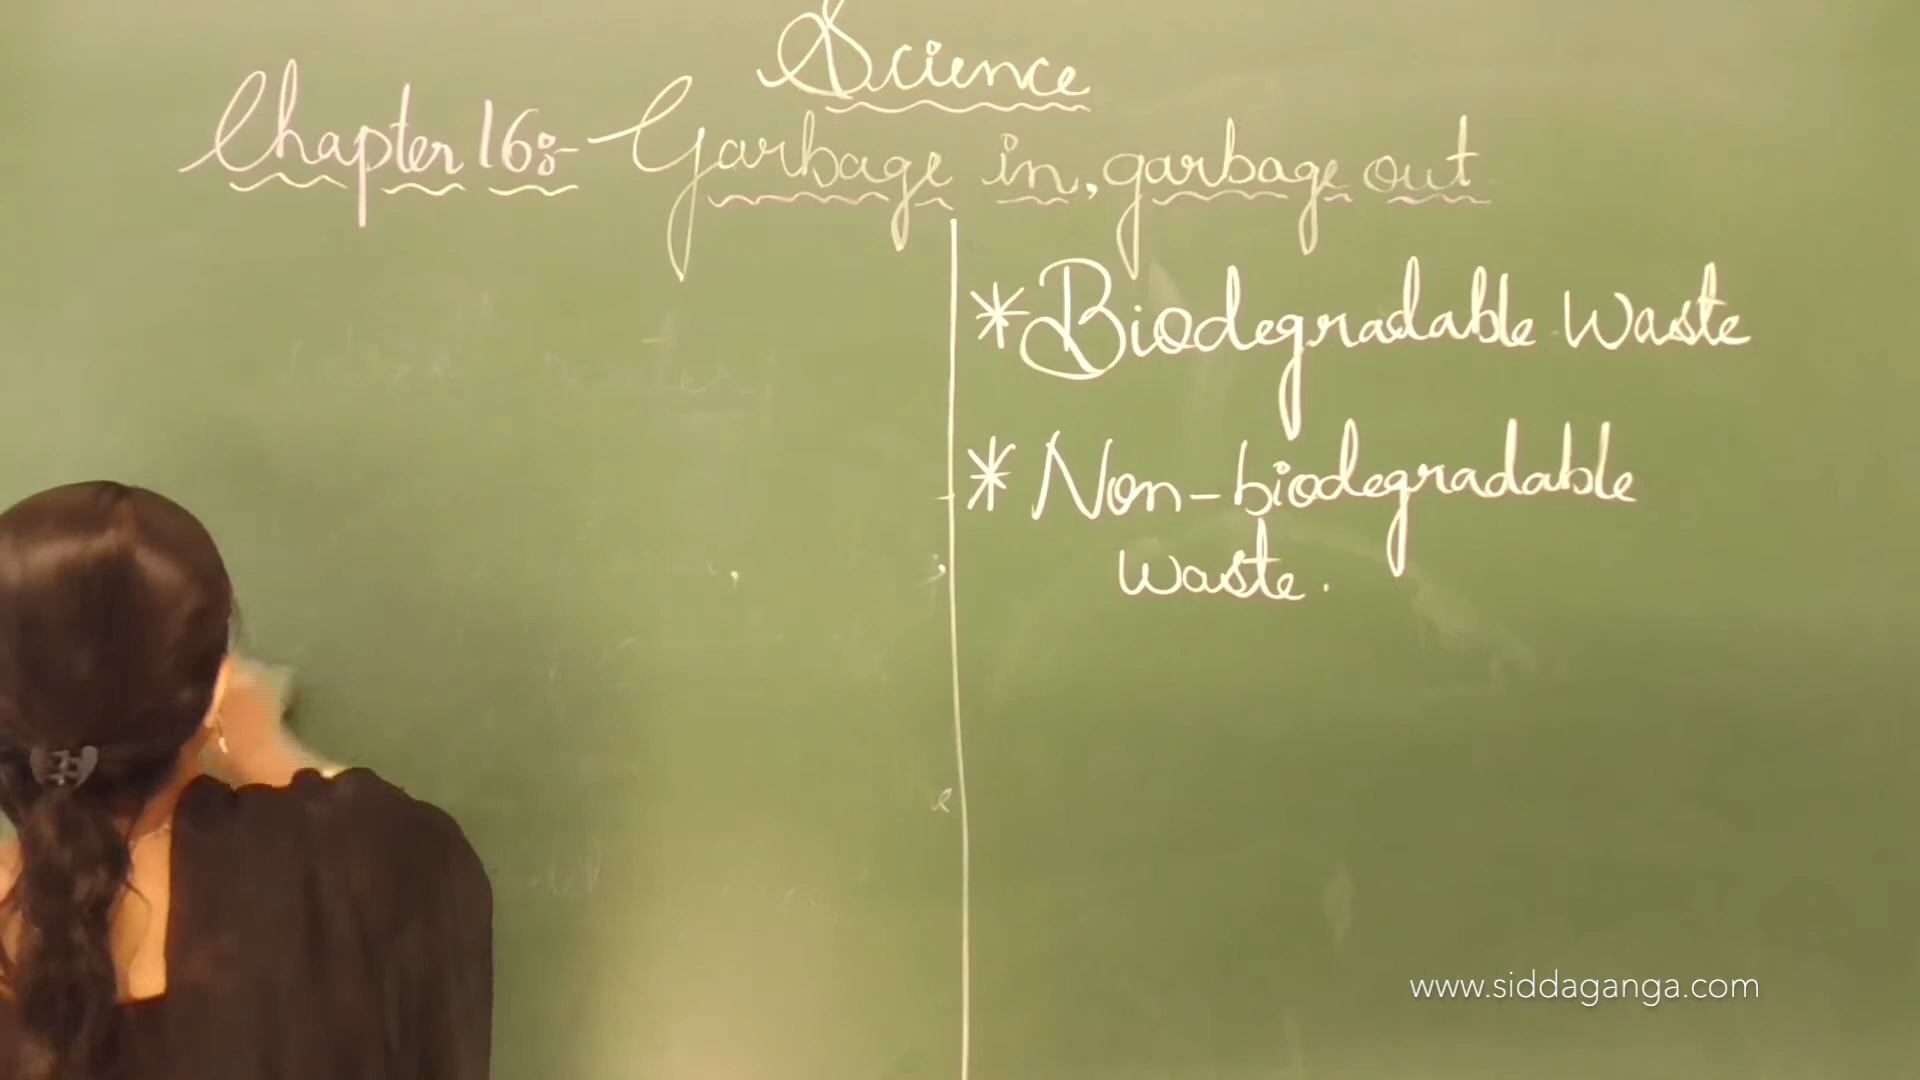 Science
Chapter 16:- Garbage in, garbage out
* Biodegradable Waste
* Non-biodegradable
waste.
www.siddaganga.com